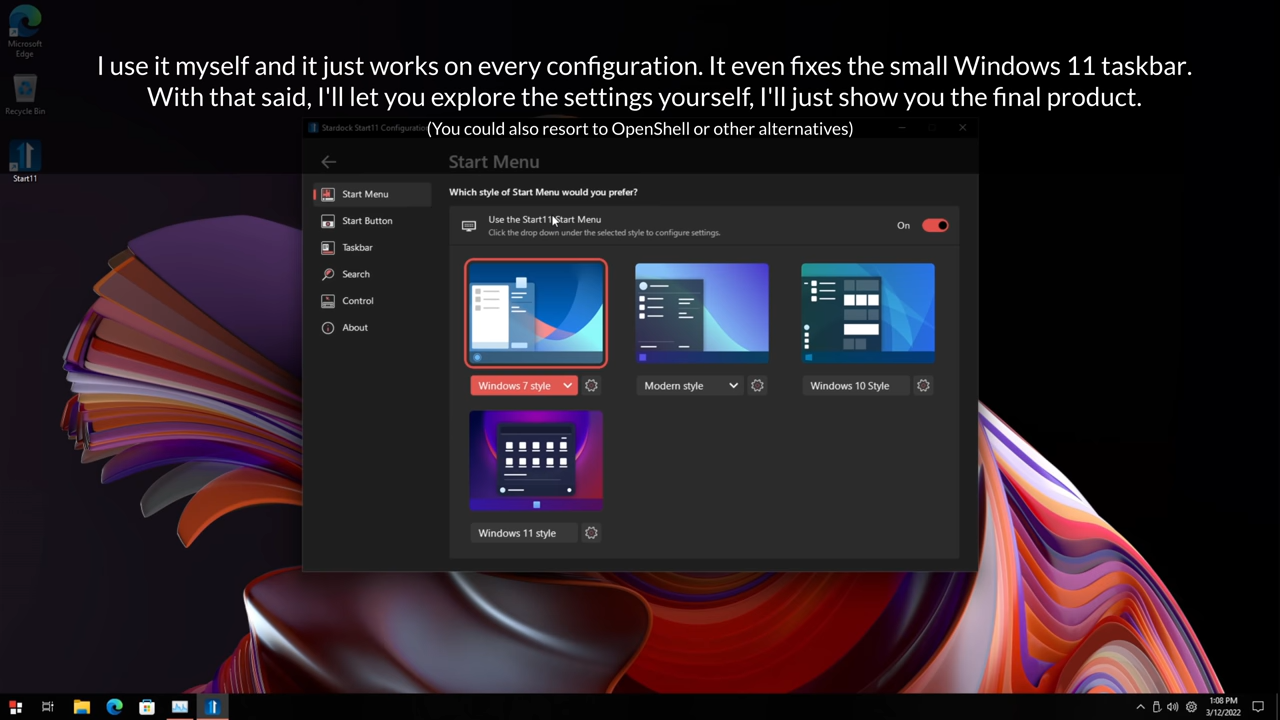 Microsoft
Edge
Recycle Bin
Start11
I use it myself and it just works on every configuration. It even fixes the small Windows 11 taskbar.
With that said, I'll let you explore the settings yourself, I'll just show you the final product.
(You could also resort to OpenShell or other alternatives)
Stardock Start11 Configuration
Start Menu
Start Menu
Start Button
Taskbar
Search
Control
About
Which style of Start Menu would you prefer?
Use the Start11 Start Menu
Click the drop down under the selected style to configure settings.
On
Windows 7 style
Modern style
Windows 10 Style
Windows 11 style
1:08 PM
3/12/2022